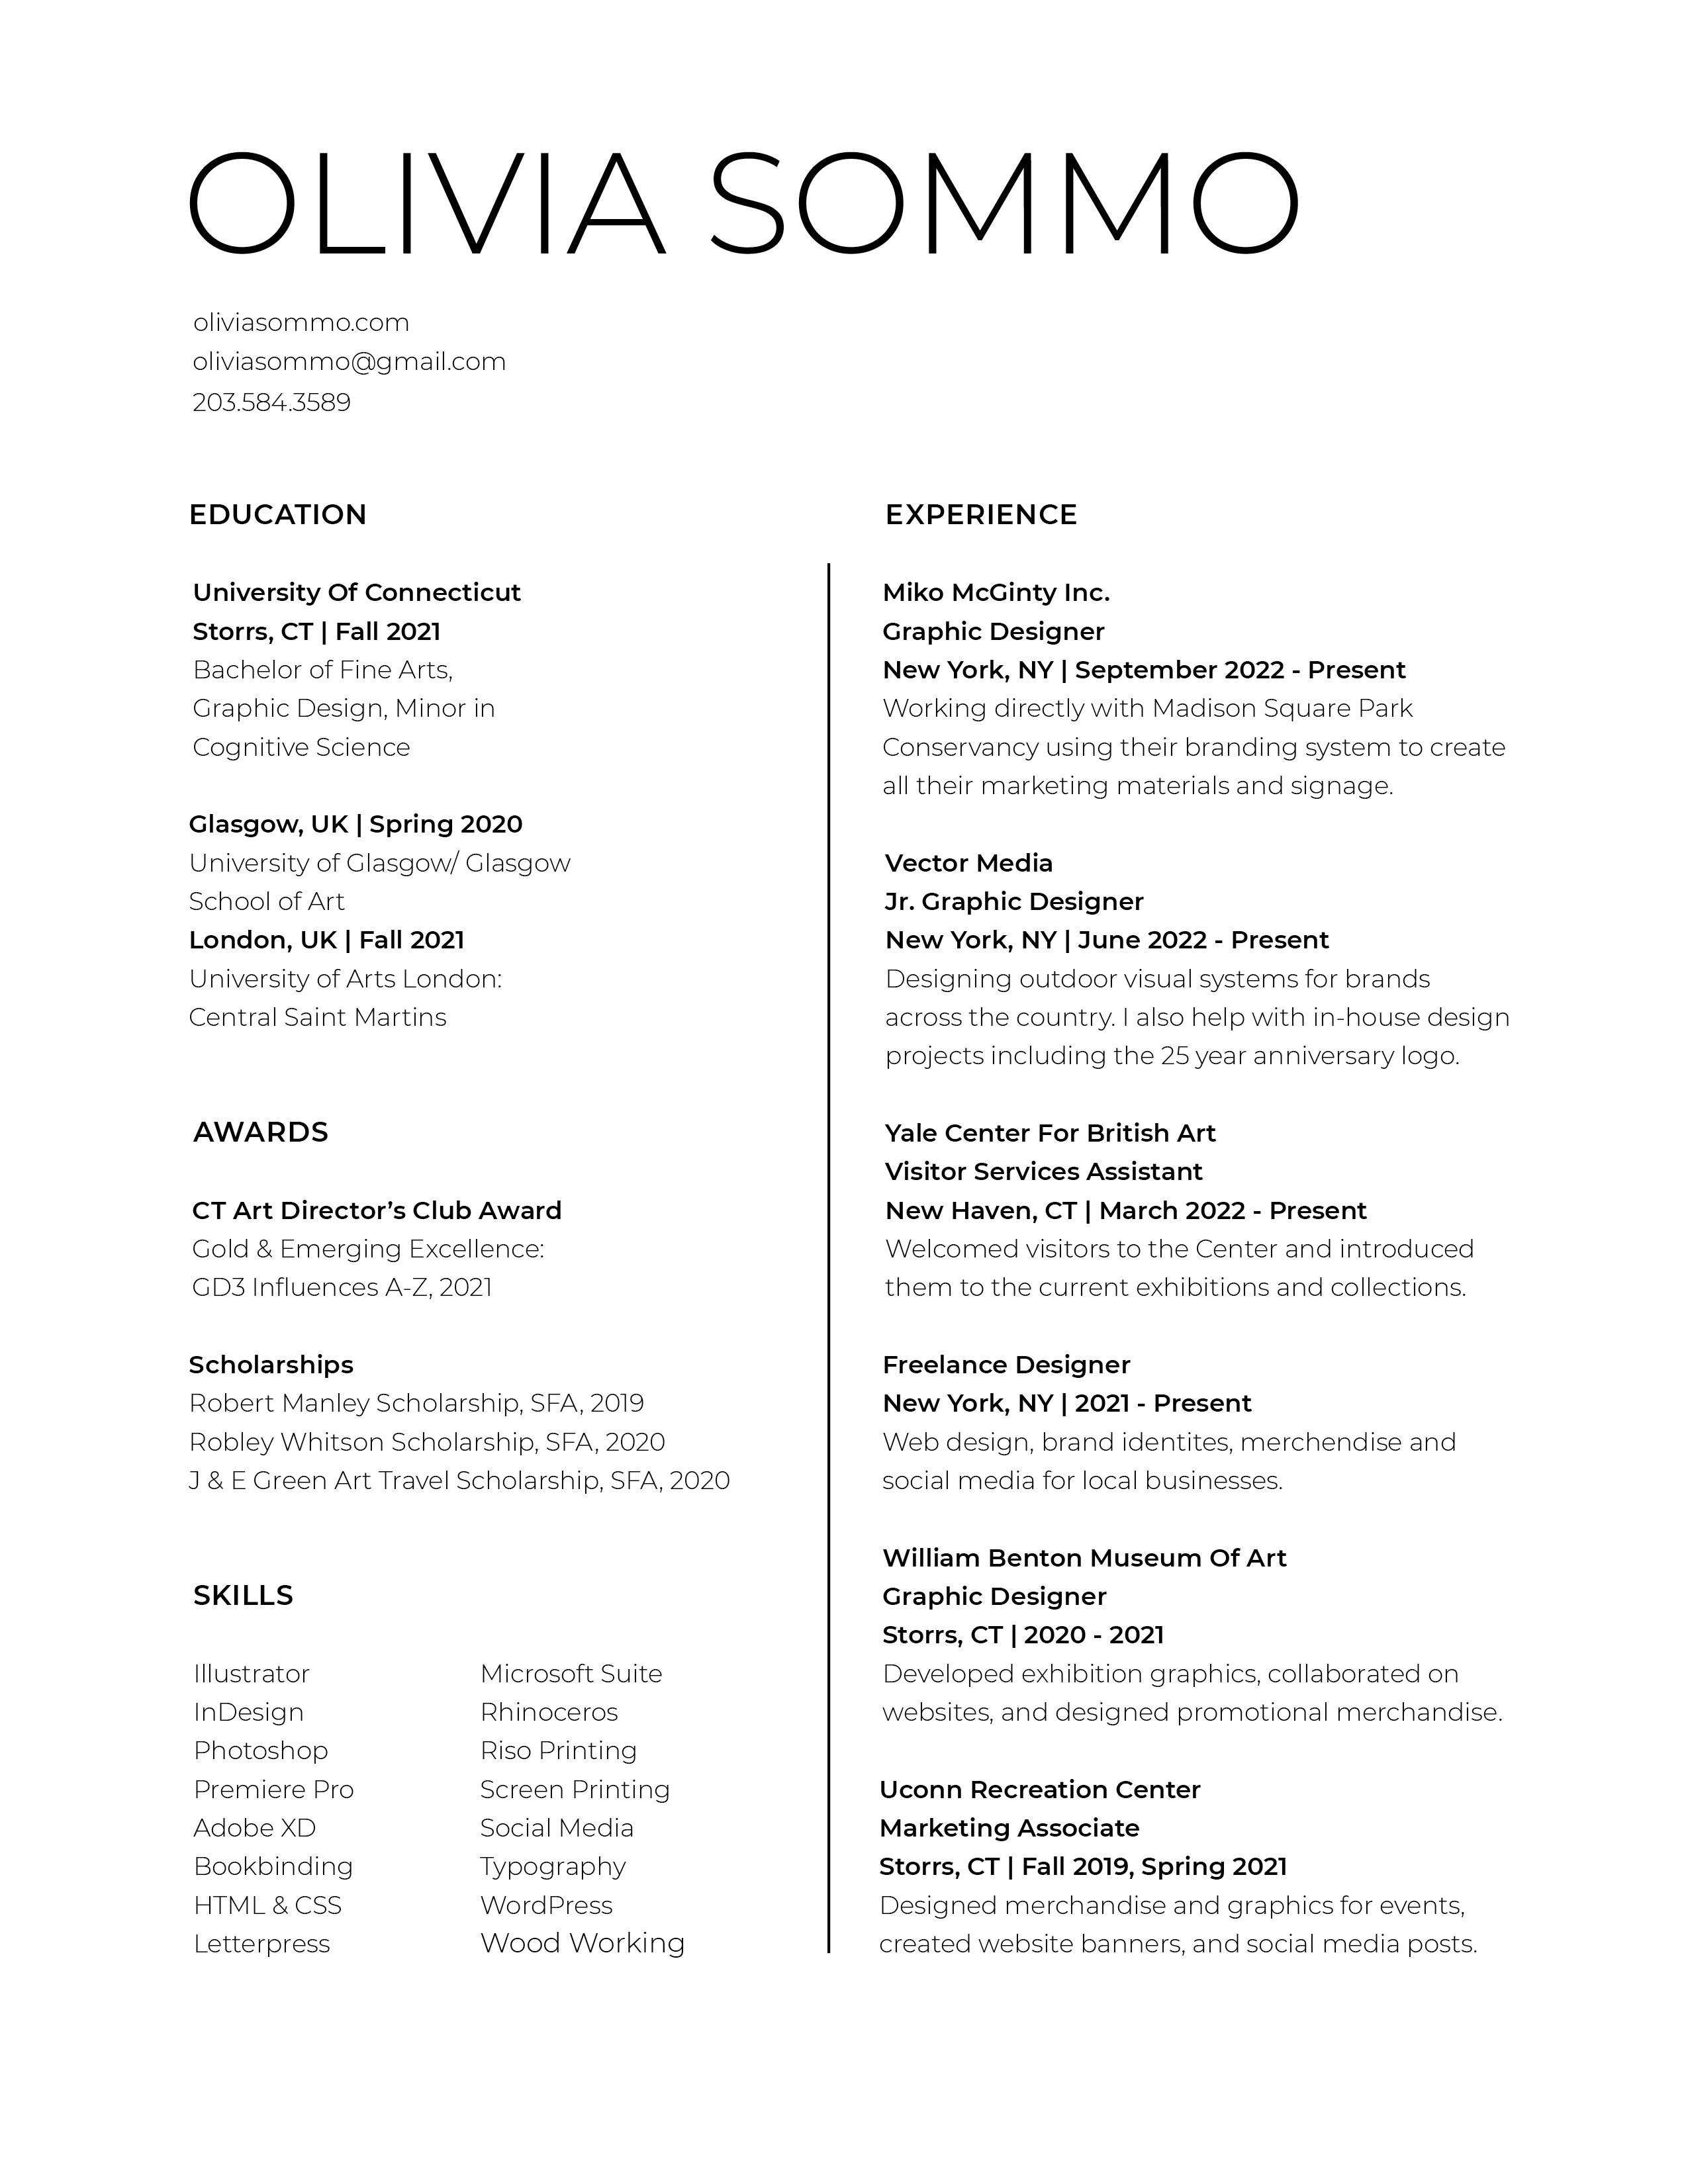 OLIVIA SOMMO
oliviasommo.com
oliviasommo@gmail.com
203.584.3589
EDUCATION
University Of Connecticut
Storrs, CT | Fall 2021
Bachelor of Fine Arts,
Graphic Design, Minor in
Cognitive Science
Glasgow, UK | Spring 2020
University of Glasgow/ Glasgow
School of Art
London, UK | Fall 2021
University of Arts London:
Central Saint Martins
AWARDS
CT Art Director’s Club Award
Gold & Emerging Excellence:
GD3 Influences A-Z, 2021
Scholarships
Robert Manley Scholarship, SFA, 2019
Robley Whitson Scholarship, SFA, 2020
J & E Green Art Travel Scholarship, SFA, 2020
SKILLS
Illustrator
InDesign
Photoshop
Premiere Pro
Adobe XD
Bookbinding
HTML & CSS
Letterpress
Microsoft Suite
Rhinoceros
Riso Printing
Screen Printing
Social Media
Typography
WordPress
Wood Working
EXPERIENCE
Miko McGinty Inc.
Graphic Designer
New York, NY | September 2022 - Present
Working directly with Madison Square Park
Conservancy using their branding system to create
all their marketing materials and signage.
Vector Media
Jr. Graphic Designer
New York, NY | June 2022 - Present
Designing outdoor visual systems for brands
across the country. I also help with in-house design
projects including the 25 year anniversary logo.
Yale Center For British Art
Visitor Services Assistant
New Haven, CT | March 2022 - Present
Welcomed visitors to the Center and introduced
them to the current exhibitions and collections.
Freelance Designer
New York, NY | 2021 - Present
Web design, brand identites, merchendise and
social media for local businesses.
William Benton Museum Of Art
Graphic Designer
Storrs, CT | 2020 - 2021
Developed exhibition graphics, collaborated on
websites, and designed promotional merchandise.
Uconn Recreation Center
Marketing Associate
Storrs, CT | Fall 2019, Spring 2021
Designed merchandise and graphics for events,
created website banners, and social media posts.